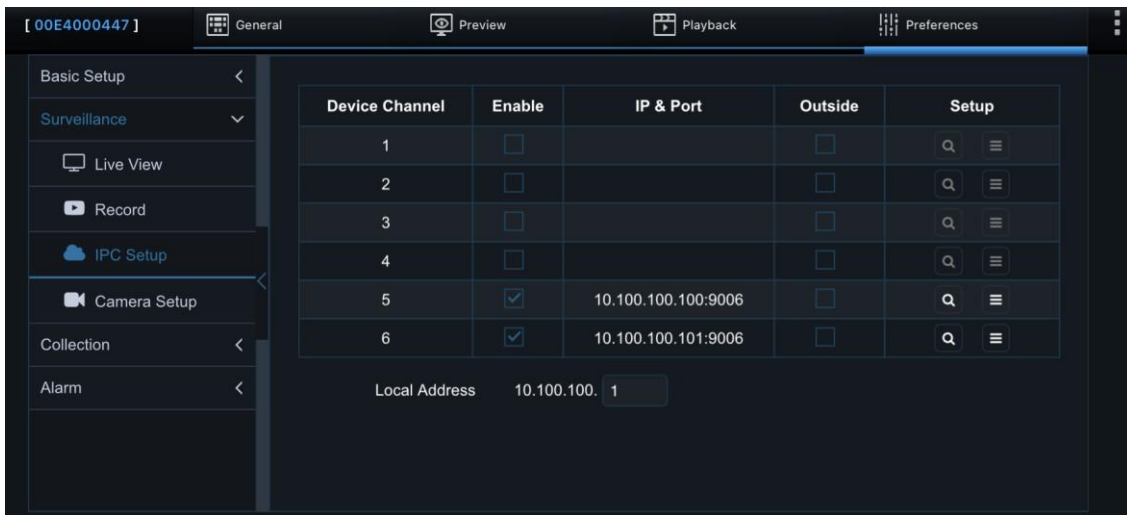 [ 00E4000447 ] General Preview Playback Preferences
Basic Setup
Surveillance
Live View
Record
IPC Setup
Camera Setup
Collection
Alarm
Device Channel Enable IP & Port Outside Setup
1
2
3
4
5 10.100.100.100:9006
6 10.100.100.101:9006
Local Address 10.100.100. 1